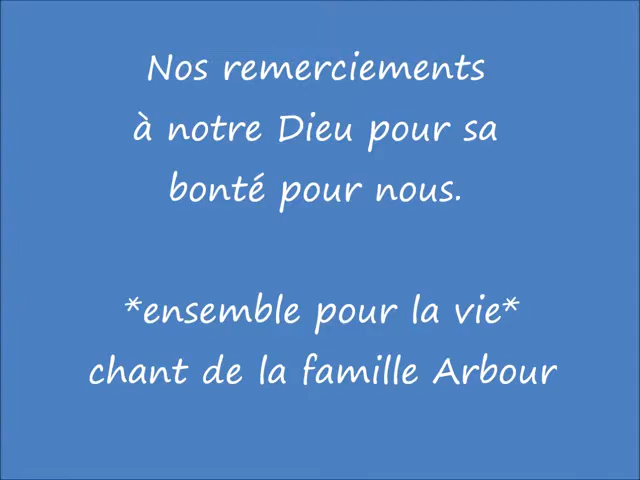 Nos remerciements
à notre Dieu pour sa
bonté pour nous.
*ensemble pour la vie*
chant de la famille Arbour